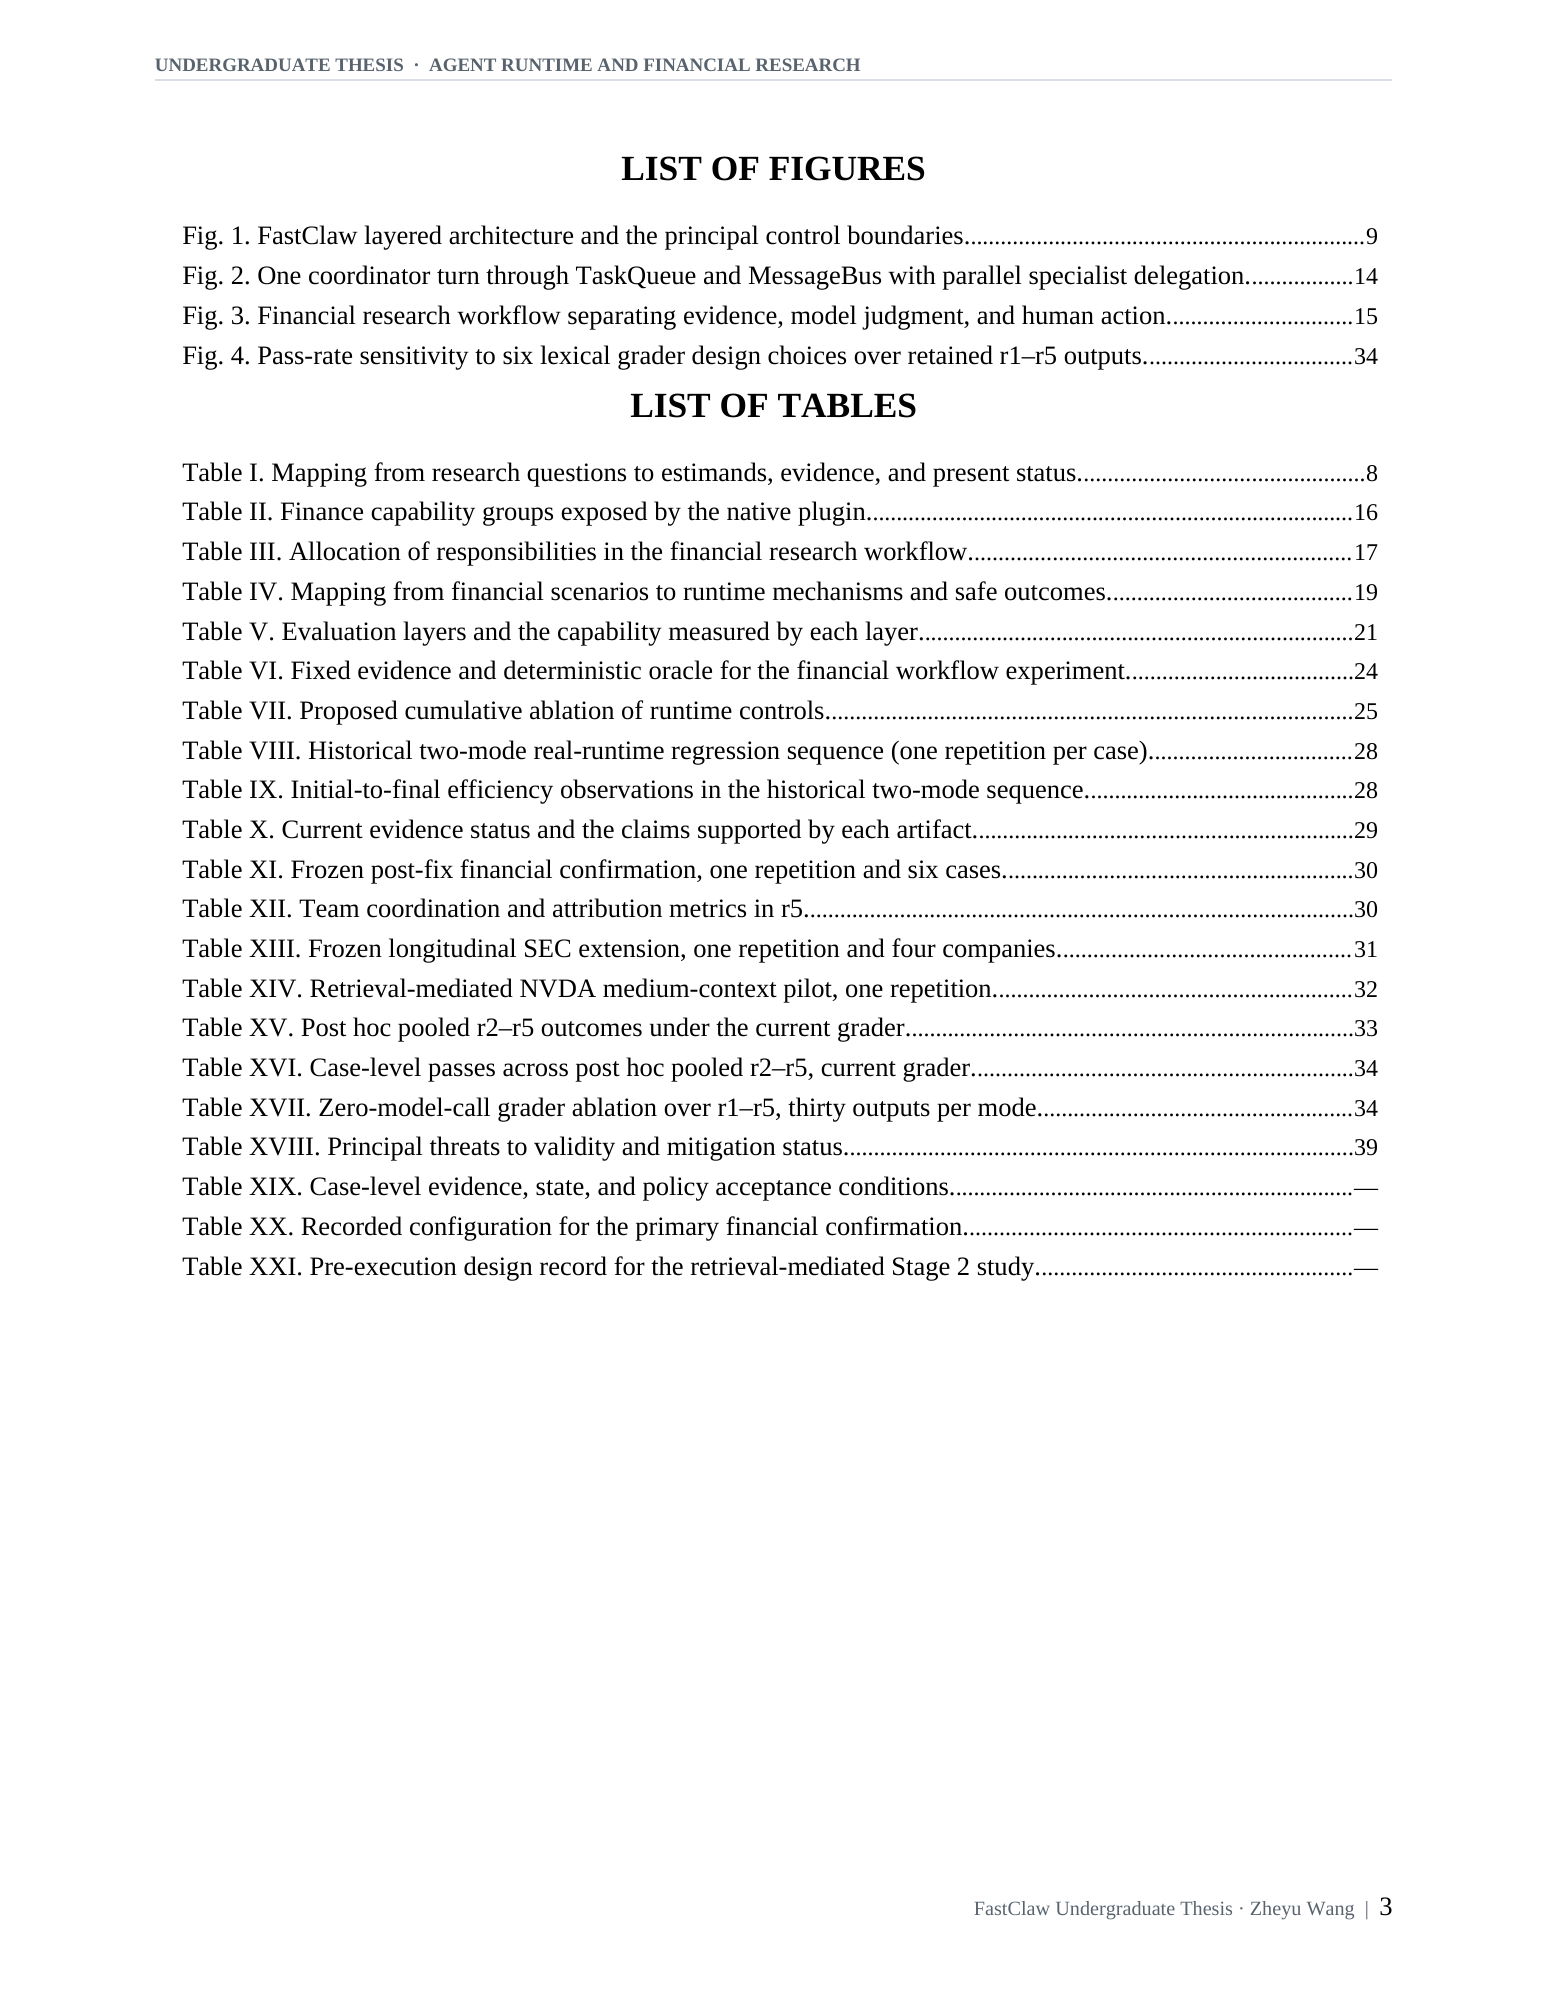 UNDERGRADUATE THESIS · AGENT RUNTIME AND FINANCIAL RESEARCH
LIST OF FIGURES
Fig. 1. FastClaw layered architecture and the principal control boundaries....................................................................9
Fig. 2. One coordinator turn through TaskQueue and MessageBus with parallel specialist delegation..................14
Fig. 3. Financial research workflow separating evidence, model judgment, and human action...............................15
Fig. 4. Pass-rate sensitivity to six lexical grader design choices over retained r1–r5 outputs...................................34
LIST OF TABLES
Table I. Mapping from research questions to estimands, evidence, and present status................................................8
Table II. Finance capability groups exposed by the native plugin..................................................................................16
Table III. Allocation of responsibilities in the financial research workflow................................................................17
Table IV. Mapping from financial scenarios to runtime mechanisms and safe outcomes.........................................19
Table V. Evaluation layers and the capability measured by each layer.........................................................................21
Table VI. Fixed evidence and deterministic oracle for the financial workflow experiment......................................24
Table VII. Proposed cumulative ablation of runtime controls........................................................................................25
Table VIII. Historical two-mode real-runtime regression sequence (one repetition per case)..................................28
Table IX. Initial-to-final efficiency observations in the historical two-mode sequence.............................................28
Table X. Current evidence status and the claims supported by each artifact................................................................29
Table XI. Frozen post-fix financial confirmation, one repetition and six cases...........................................................30
Table XII. Team coordination and attribution metrics in r5............................................................................................30
Table XIII. Frozen longitudinal SEC extension, one repetition and four companies..................................................31
Table XIV. Retrieval-mediated NVDA medium-context pilot, one repetition.............................................................32
Table XV. Post hoc pooled r2–r5 outcomes under the current grader...........................................................................33
Table XVI. Case-level passes across post hoc pooled r2–r5, current grader................................................................34
Table XVII. Zero-model-call grader ablation over r1–r5, thirty outputs per mode.....................................................34
Table XVIII. Principal threats to validity and mitigation status.....................................................................................39
Table XIX. Case-level evidence, state, and policy acceptance conditions....................................................................—
Table XX. Recorded configuration for the primary financial confirmation..................................................................—
Table XXI. Pre-execution design record for the retrieval-mediated Stage 2 study.....................................................—
FastClaw Undergraduate Thesis · Zheyu Wang | 3